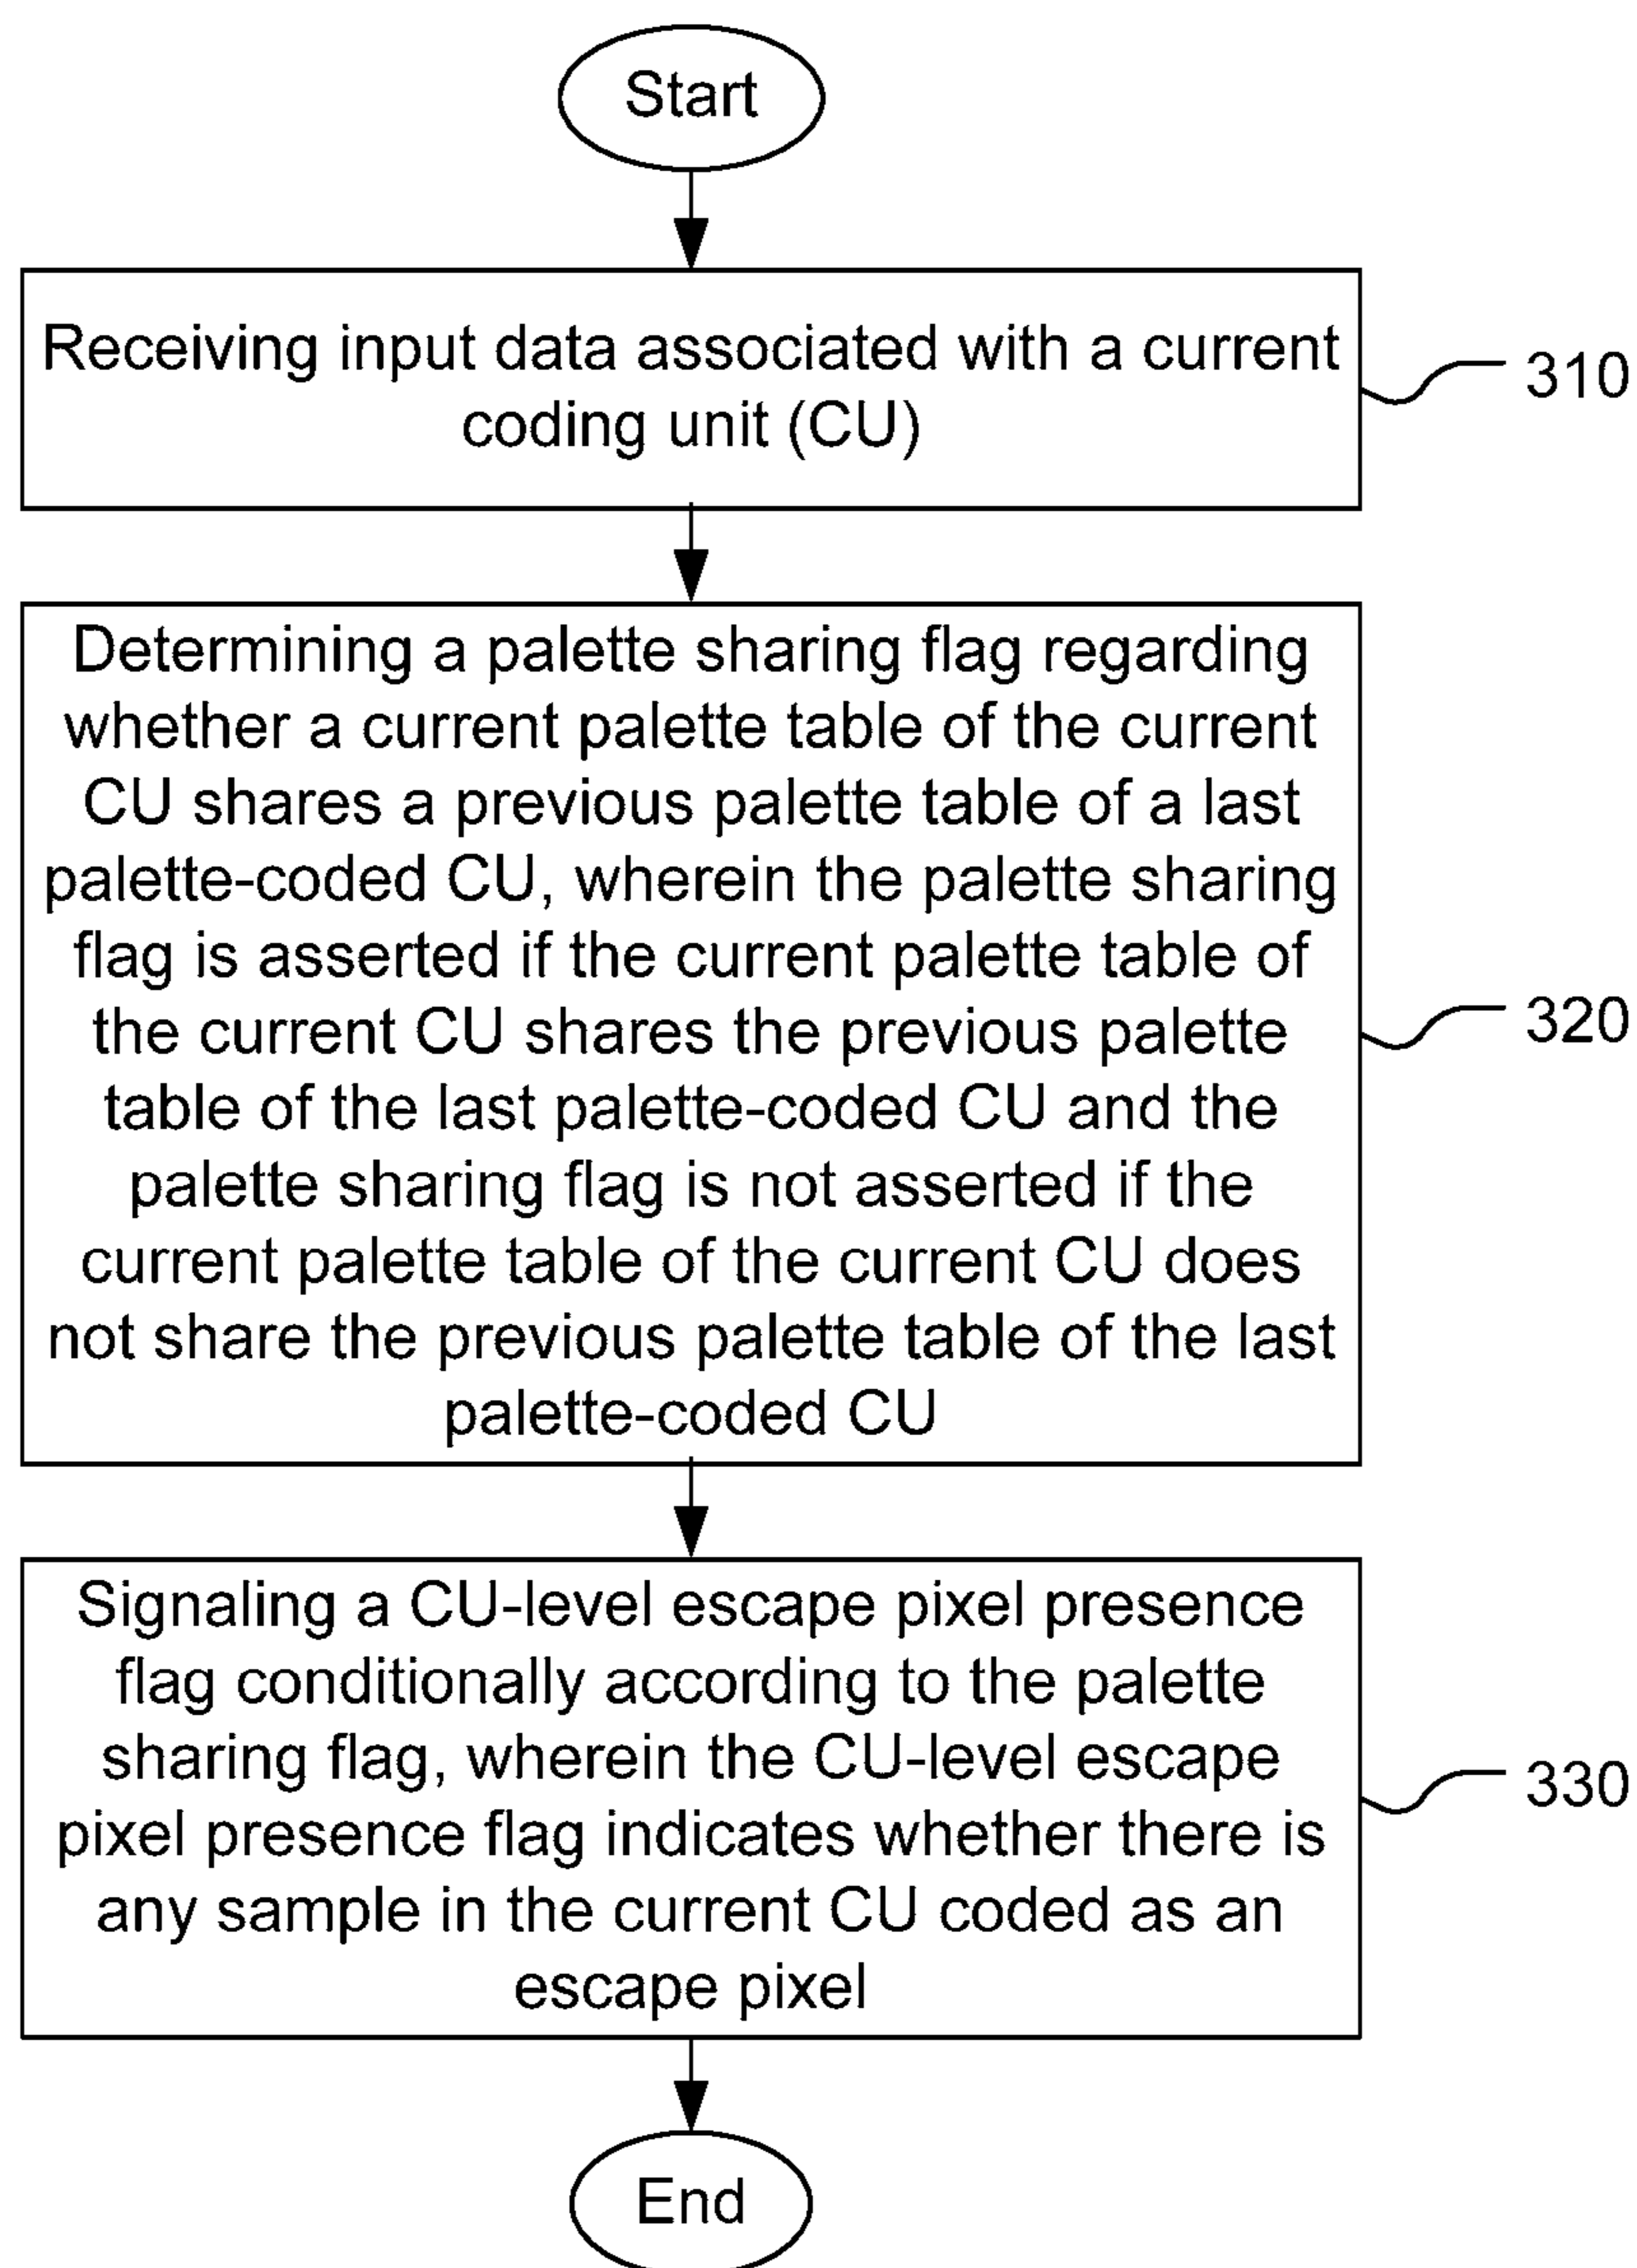 Start
Receiving input data associated with a current
coding unit (CU)
310
Determining a palette sharing flag regarding
whether a current palette table of the current
CU shares a previous palette table of a last
palette-coded CU, wherein the palette sharing
flag is asserted if the current palette table of
the current CU shares the previous palette
table of the last palette-coded CU and the
palette sharing flag is not asserted if the
current palette table of the current CU does
not share the previous palette table of the last
palette-coded CU
320
Signaling a CU-level escape pixel presence
flag conditionally according to the palette
sharing flag, wherein the CU-level escape
pixel presence flag indicates whether there is
any sample in the current CU coded as an
escape pixel
330
End